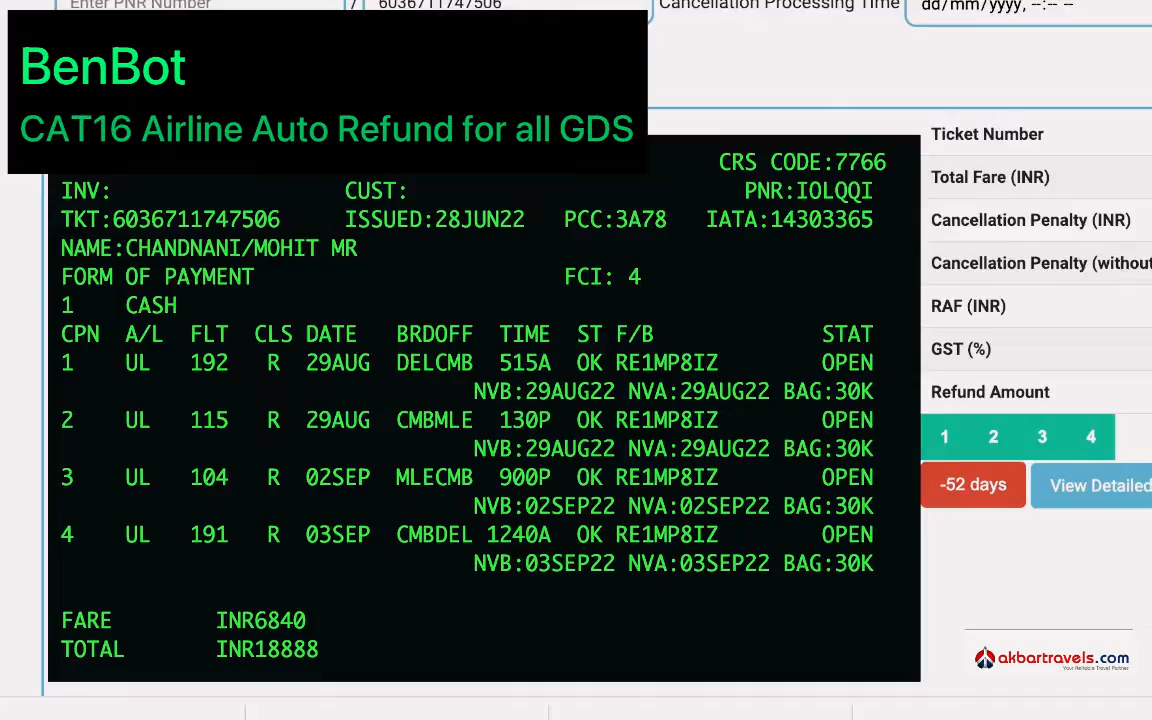 Enter PNR Number / 6036711747506 Cancellation Processing Time dd/mm/yyyy, --:-- --
BenBot
CAT16 Airline Auto Refund for all GDS
CRS CODE:7766
INV: CUST: PNR:IOLQQI
TKT:6036711747506 ISSUED:28JUN22 PCC:3A78 IATA:14303365
NAME:CHANDNANI/MOHIT MR
FORM OF PAYMENT FCI: 4
1 CASH
CPN A/L FLT CLS DATE BRDOFF TIME ST F/B STAT
1 UL 192 R 29AUG DELCMB 515A OK RE1MP8IZ OPEN
NVB:29AUG22 NVA:29AUG22 BAG:30K
2 UL 115 R 29AUG CMBMLE 130P OK RE1MP8IZ OPEN
NVB:29AUG22 NVA:29AUG22 BAG:30K
3 UL 104 R 02SEP MLECMB 900P OK RE1MP8IZ OPEN
NVB:02SEP22 NVA:02SEP22 BAG:30K
4 UL 191 R 03SEP CMBDEL 1240A OK RE1MP8IZ OPEN
NVB:03SEP22 NVA:03SEP22 BAG:30K
FARE INR6840
TOTAL INR18888
Ticket Number
Total Fare (INR)
Cancellation Penalty (INR)
Cancellation Penalty (without
RAF (INR)
GST (%)
Refund Amount
1 2 3 4
-52 days View Detailed
akbartravels.com
Your Reliable Travel Partner